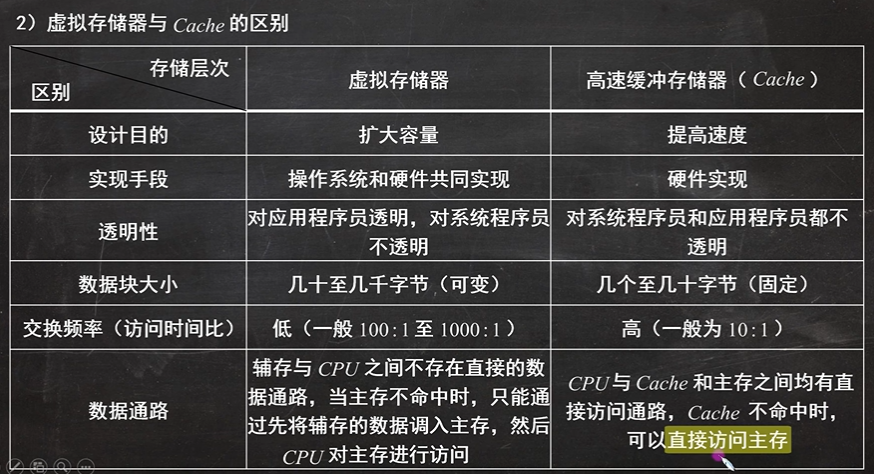 2）虚拟存储器与 Cache 的区别
存储层次
区别
虚拟存储器
高速缓冲存储器（ Cache ）
设计目的
扩大容量
提高速度
实现手段
操作系统和硬件共同实现
硬件实现
透明性
对应用程序员透明，对系统程序员
不透明
对系统程序员和应用程序员都不
透明
数据块大小
几十至几千字节（可变）
几个至几十字节（固定）
交换频率（访问时间比）
低（一般 100:1 至 1000:1 ）
高（一般为 10:1 ）
数据通路
辅存与 CPU 之间不存在直接的数
据通路，当主存不命中时，只能通
过先将辅存的数据调入主存，然后
CPU 对主存进行访问
CPU 与 Cache 和主存之间均有直
接访问通路，Cache 不命中时，
可以直接访问主存